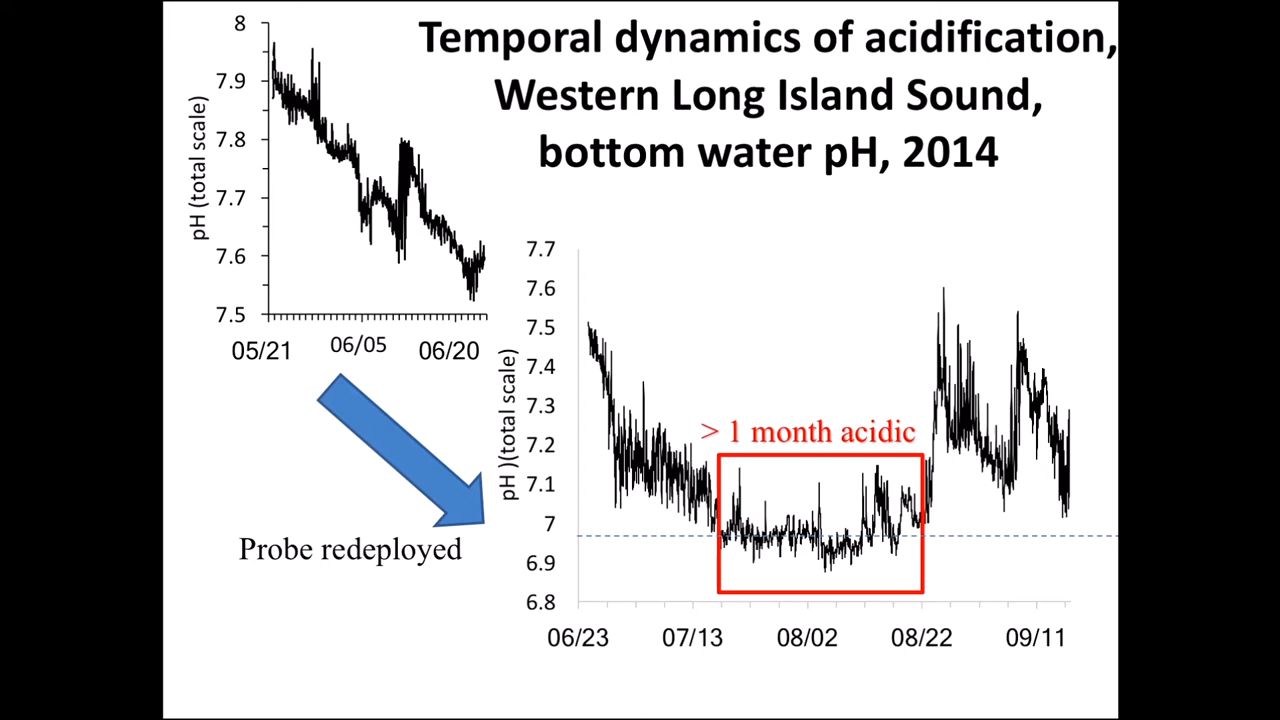 Temporal dynamics of acidification,
Western Long Island Sound,
bottom water pH, 2014
pH (total scale)
8
7.9
7.8
7.7
7.6
7.5
05/21 06/05 06/20
Probe redeployed
pH )(total scale)
7.7
7.6
7.5
7.4
7.3
7.2
7.1
7
6.9
6.8
> 1 month acidic
06/23 07/13 08/02 08/22 09/11